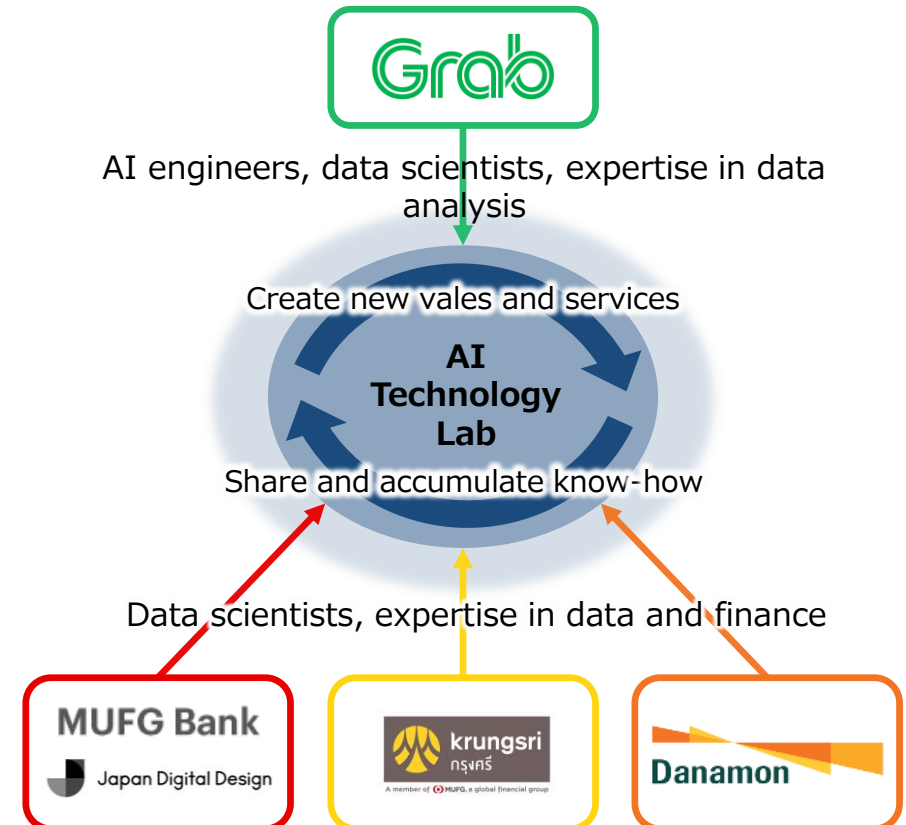 Grab
AI engineers, data scientists, expertise in data
analysis
Create new vales and services
AI
Technology
Lab
Share and accumulate know-how
Data scientists, expertise in data and finance
MUFG Bank
Japan Digital Design
krungsri
กรุงศรี
A member of MUFG, a global financial group
Danamon